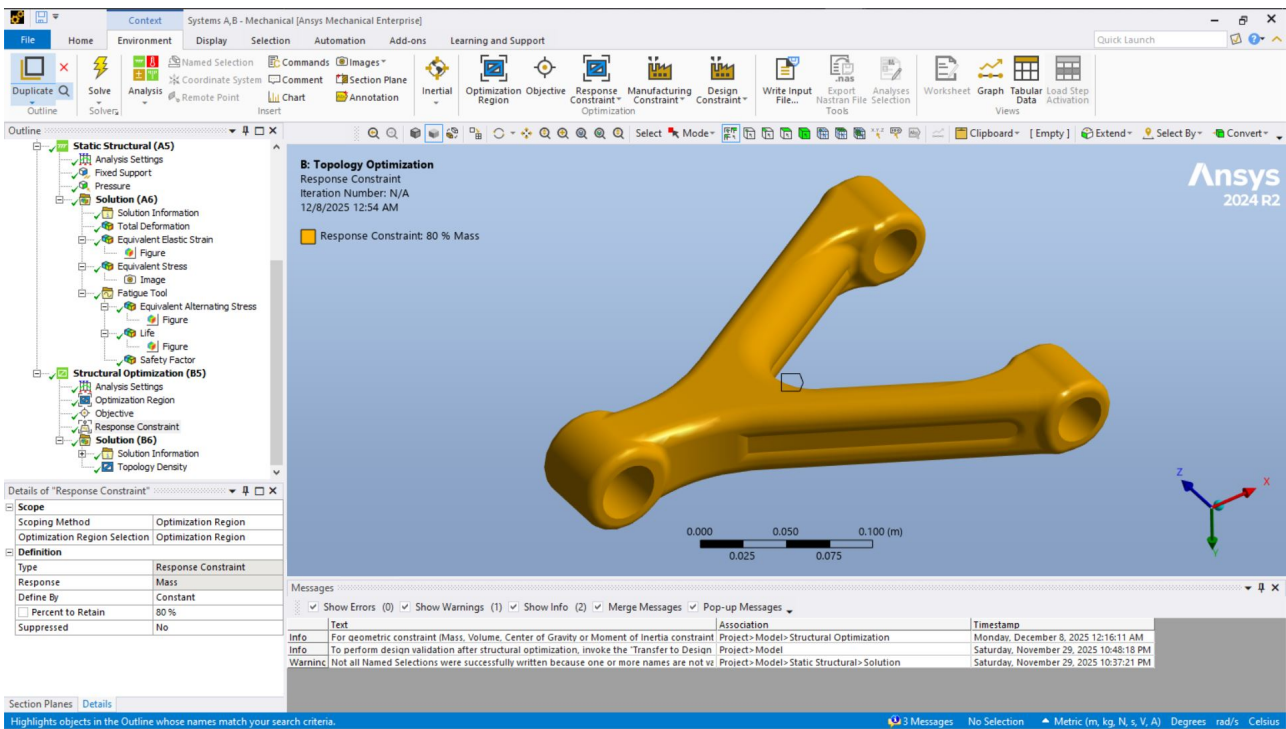 Context
Systems A,B - Mechanical [Ansys Mechanical Enterprise]
File Home Environment Display Selection Automation Add-ons Learning and Support
Quick Launch
Duplicate
Outline
Solve
Solvers
Analysis
Named Selection
Coordinate System
Remote Point
Commands
Comment
Chart
Images
Section Plane
Annotation
Insert
Inertial
Optimization Region
Objective
Response Constraint
Manufacturing Constraint
Design Constraint
Optimization
Write Input File...
.nas
Export Nastran File
Analyses Selection
Tools
Worksheet
Graph
Tabular Data
Load Step Activation
Views
Outline
Select Mode
Clipboard [ Empty ] Extend Select By Convert
Static Structural (A5)
Analysis Settings
Fixed Support
Pressure
Solution (A6)
Solution Information
Total Deformation
Equivalent Elastic Strain
Figure
Equivalent Stress
Image
Fatigue Tool
Equivalent Alternating Stress
Figure
Life
Figure
Safety Factor
Structural Optimization (B5)
Analysis Settings
Optimization Region
Objective
Response Constraint
Solution (B6)
Solution Information
Topology Density
B: Topology Optimization
Response Constraint
Iteration Number: N/A
12/8/2025 12:54 AM
Response Constraint: 80 % Mass
Ansys
2024 R2
0.000 0.050 0.100 (m)
0.025 0.075
Z
X
Y
Details of "Response Constraint"
Scope
Scoping Method Optimization Region
Optimization Region Selection Optimization Region
Definition
Type Response Constraint
Response Mass
Define By Constant
Percent to Retain 80 %
Suppressed No
Section Planes Details
Messages
Show Errors (0) Show Warnings (1) Show Info (2) Merge Messages Pop-up Messages
Text Association Timestamp
Info For geometric constraint (Mass, Volume, Center of Gravity or Moment of Inertia constraint Project>Model>Structural Optimization Monday, December 8, 2025 12:16:11 AM
Info To perform design validation after structural optimization, invoke the 'Transfer to Design Project>Model>Structural Optimization Saturday, November 29, 2025 10:48:18 PM
Warning Not all Named Selections were successfully written because one or more names are not va Project>Model>Static Structural>Solution Saturday, November 29, 2025 10:37:21 PM
Highlights objects in the Outline whose names match your search criteria.
3 Messages No Selection Metric (m, kg, N, s, V, A) Degrees rad/s Celsius